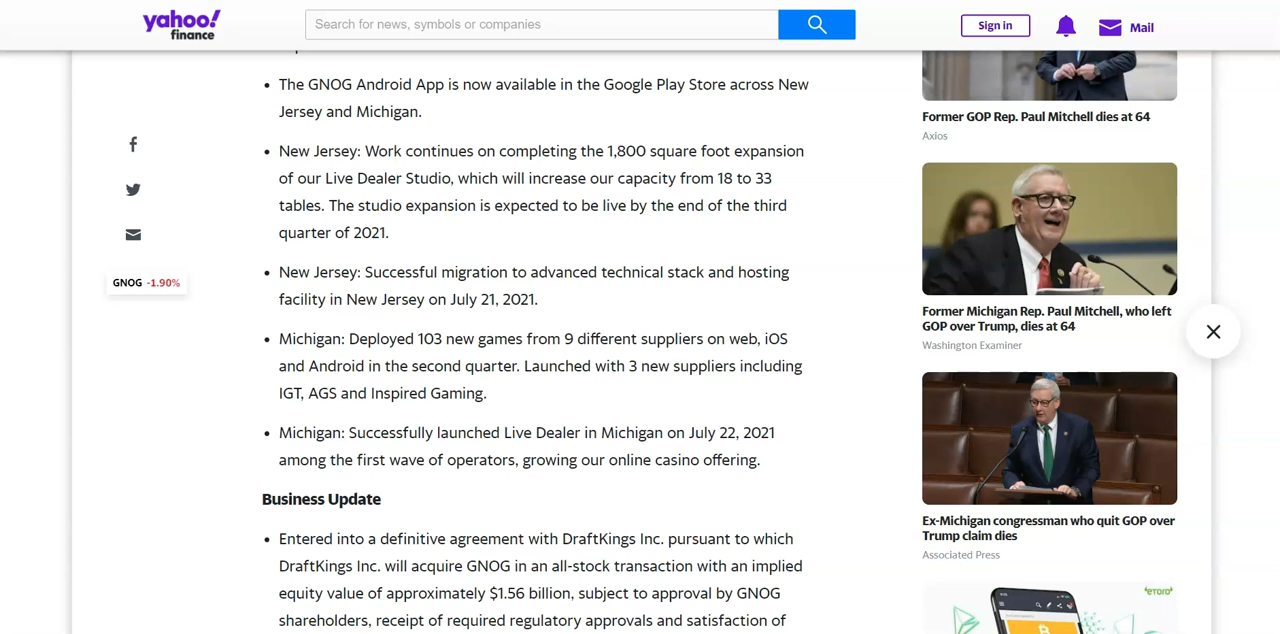 yahoo!
finance
Search for news, symbols or companies
Sign in
Mail
• The GNOG Android App is now available in the Google Play Store across New
Jersey and Michigan.
• New Jersey: Work continues on completing the 1,800 square foot expansion
of our Live Dealer Studio, which will increase our capacity from 18 to 33
tables. The studio expansion is expected to be live by the end of the third
quarter of 2021.
• New Jersey: Successful migration to advanced technical stack and hosting
facility in New Jersey on July 21, 2021.
• Michigan: Deployed 103 new games from 9 different suppliers on web, iOS
and Android in the second quarter. Launched with 3 new suppliers including
IGT, AGS and Inspired Gaming.
• Michigan: Successfully launched Live Dealer in Michigan on July 22, 2021
among the first wave of operators, growing our online casino offering.
Business Update
• Entered into a definitive agreement with DraftKings Inc. pursuant to which
DraftKings Inc. will acquire GNOG in an all-stock transaction with an implied
equity value of approximately $1.56 billion, subject to approval by GNOG
shareholders, receipt of required regulatory approvals and satisfaction of
GNOG -1.90%
Former GOP Rep. Paul Mitchell dies at 64
Axios
Former Michigan Rep. Paul Mitchell, who left
GOP over Trump, dies at 64
Washington Examiner
Ex-Michigan congressman who quit GOP over
Trump claim dies
Associated Press
eToro